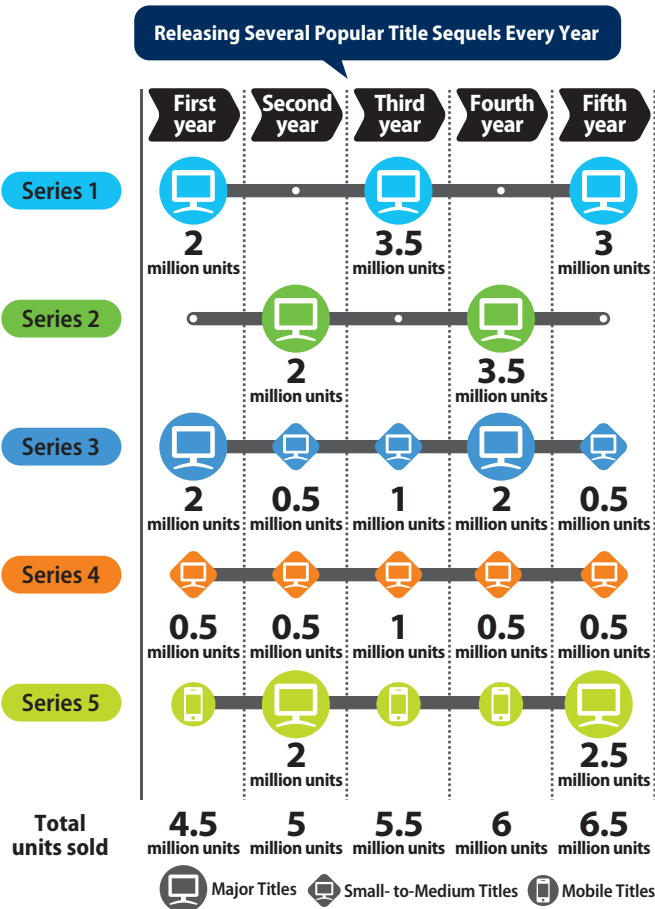 Releasing Several Popular Title Sequels Every Year
First year
Second year
Third year
Fourth year
Fifth year
Series 1
2 million units
3.5 million units
3 million units
Series 2
2 million units
3.5 million units
Series 3
2 million units
0.5 million units
1 million units
2 million units
0.5 million units
Series 4
0.5 million units
0.5 million units
1 million units
0.5 million units
0.5 million units
Series 5
2 million units
2.5 million units
Total units sold
4.5 million units
5 million units
5.5 million units
6 million units
6.5 million units
Major Titles
Small- to-Medium Titles
Mobile Titles